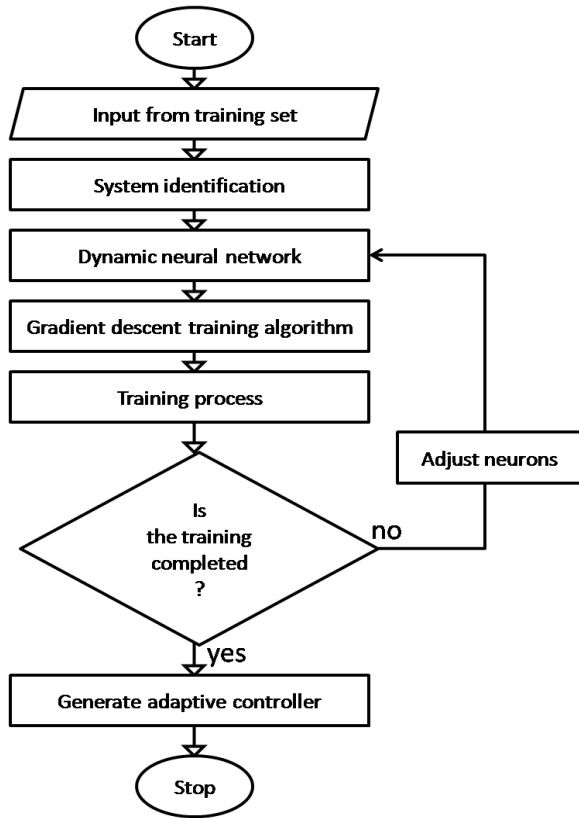 Start
Input from training set
System identification
Dynamic neural network
Gradient descent training algorithm
Training process
Adjust neurons
Is
the training
completed
?
no
yes
Generate adaptive controller
Stop